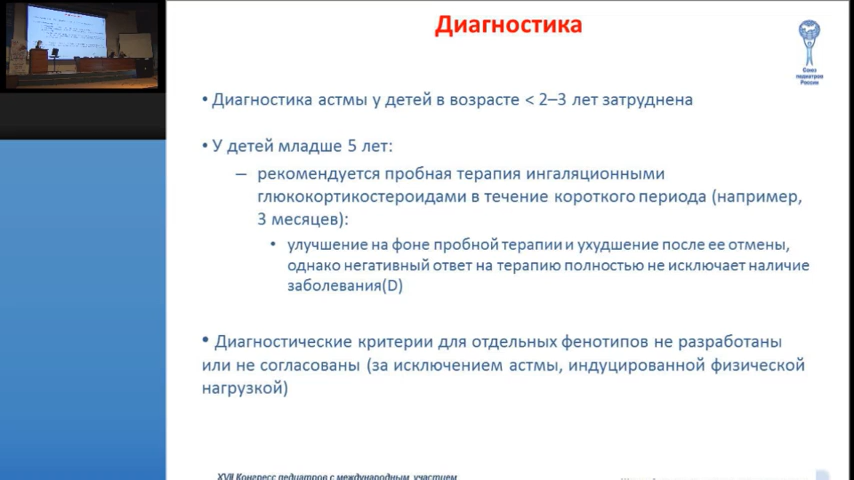 Диагностика
Союз
педиатров
России
• Диагностика астмы у детей в возрасте < 2–3 лет затруднена
• У детей младше 5 лет:
– рекомендуется пробная терапия ингаляционными
глюкокортикостероидами в течение короткого периода (например,
3 месяцев):
• улучшение на фоне пробной терапии и ухудшение после ее отмены,
однако негативный ответ на терапию полностью не исключает наличие
заболевания(D)
• Диагностические критерии для отдельных фенотипов не разработаны
или не согласованы (за исключением астмы, индуцированной физической
нагрузкой)
XVII Конгресс педиатров с международным участием